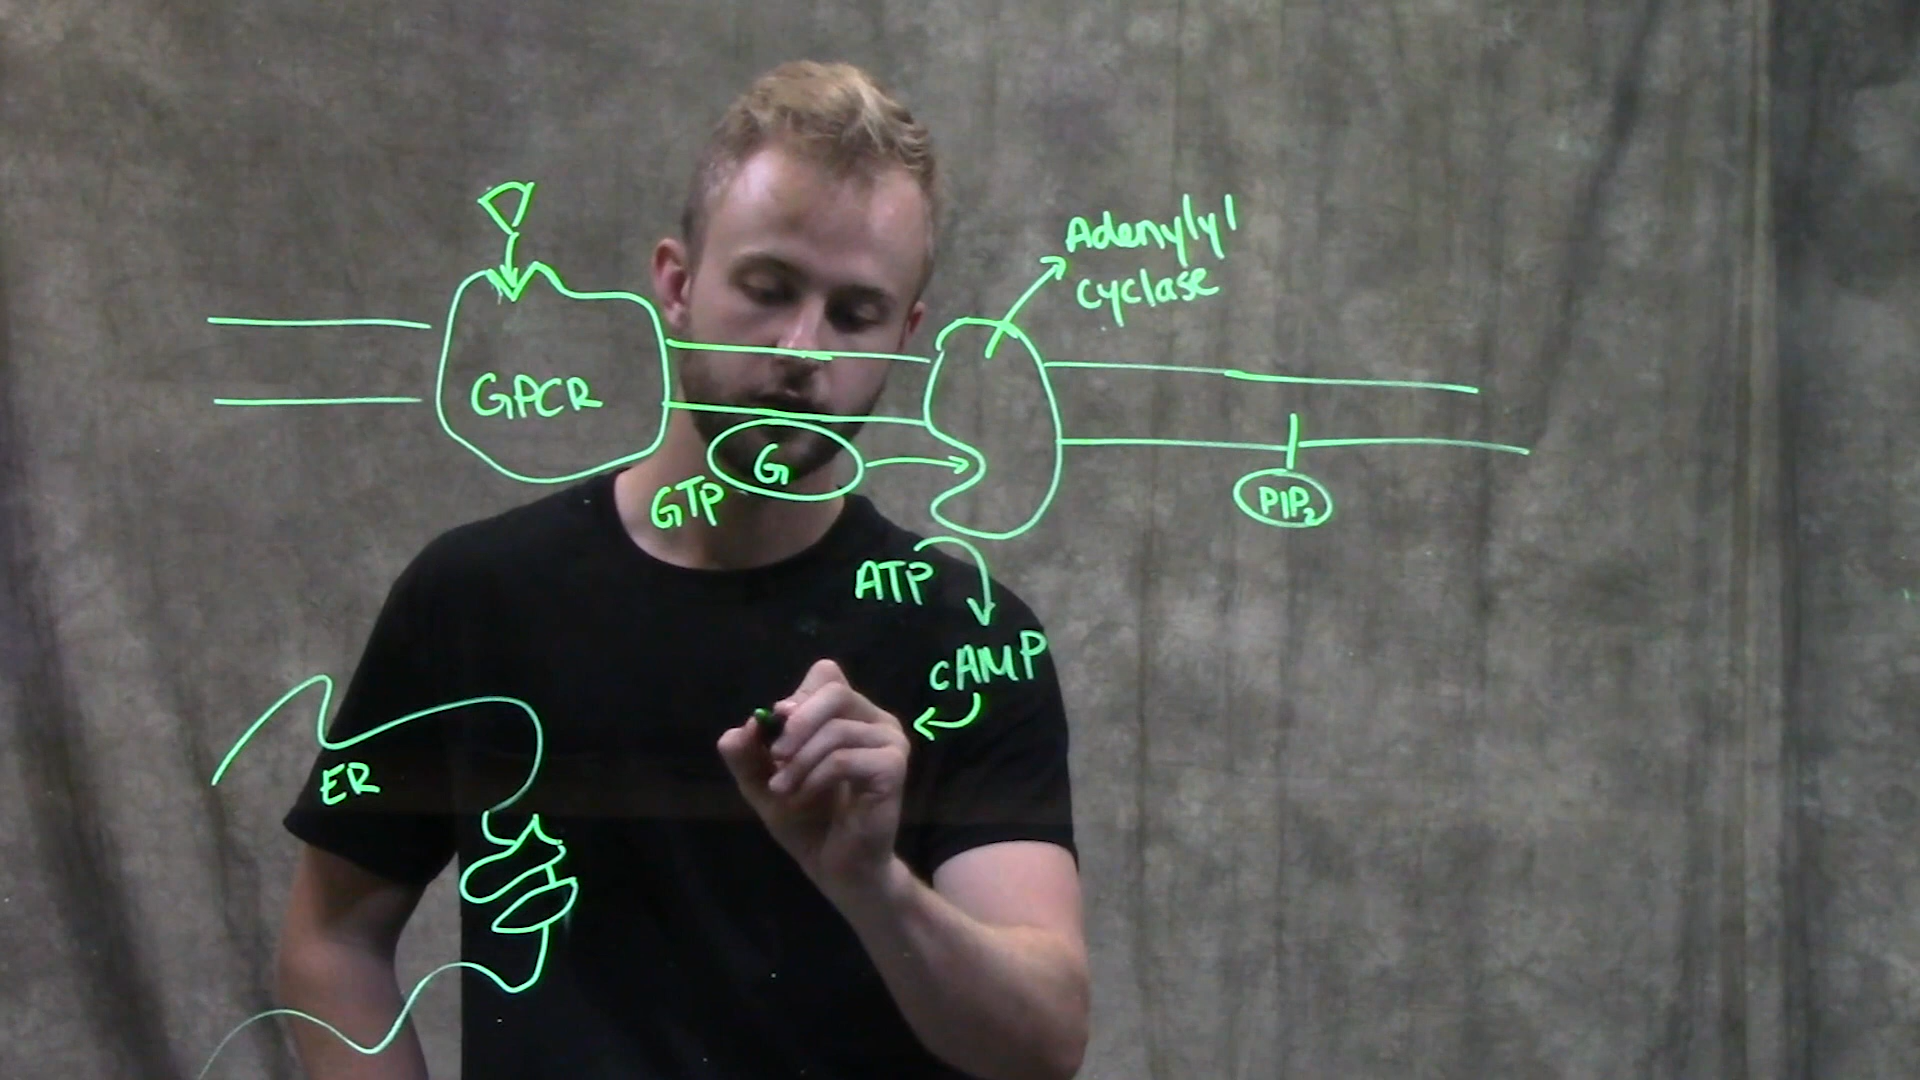 Adenylyl
cyclase
GPCR
G
GTP
PIP₂
ATP
cAMP
ER